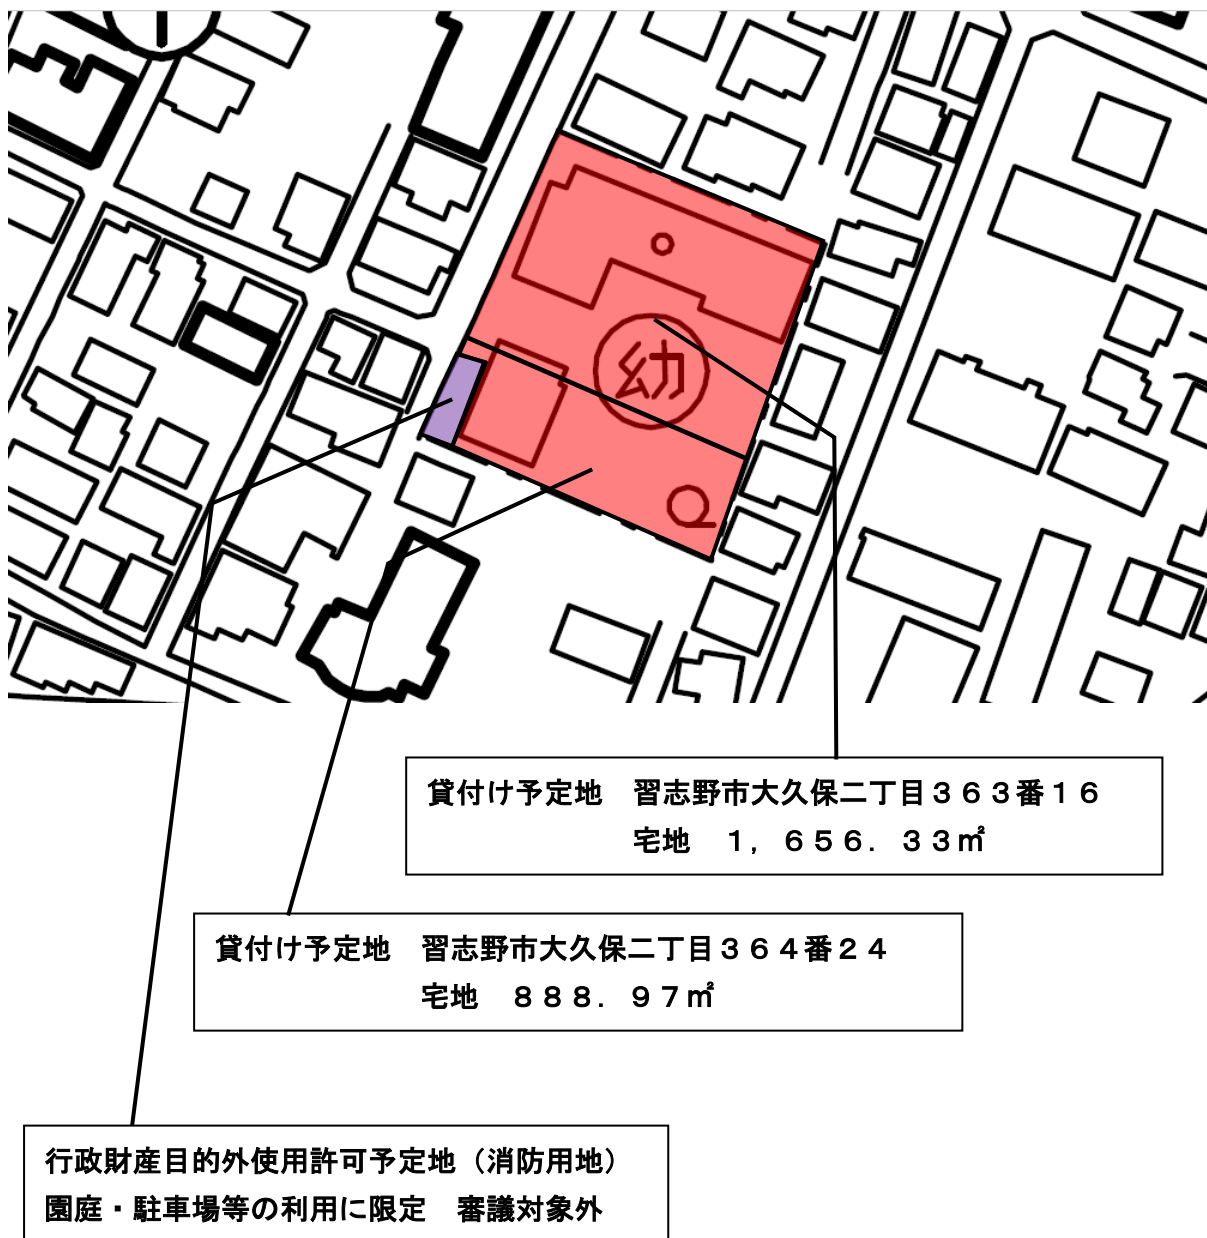 幼
貸付け予定地　習志野市大久保二丁目３６３番１６
宅地　１，６５６．３３㎡
貸付け予定地　習志野市大久保二丁目３６４番２４
宅地　８８８．９７㎡
行政財産目的外使用許可予定地（消防用地）
園庭・駐車場等の利用に限定　審議対象外